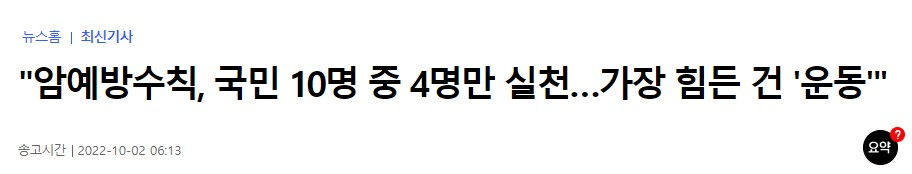 뉴스홈 | 최신기사
"암예방수칙, 국민 10명 중 4명만 실천…가장 힘든 건 '운동'"
송고시간 | 2022-10-02 06:13
요약 ?